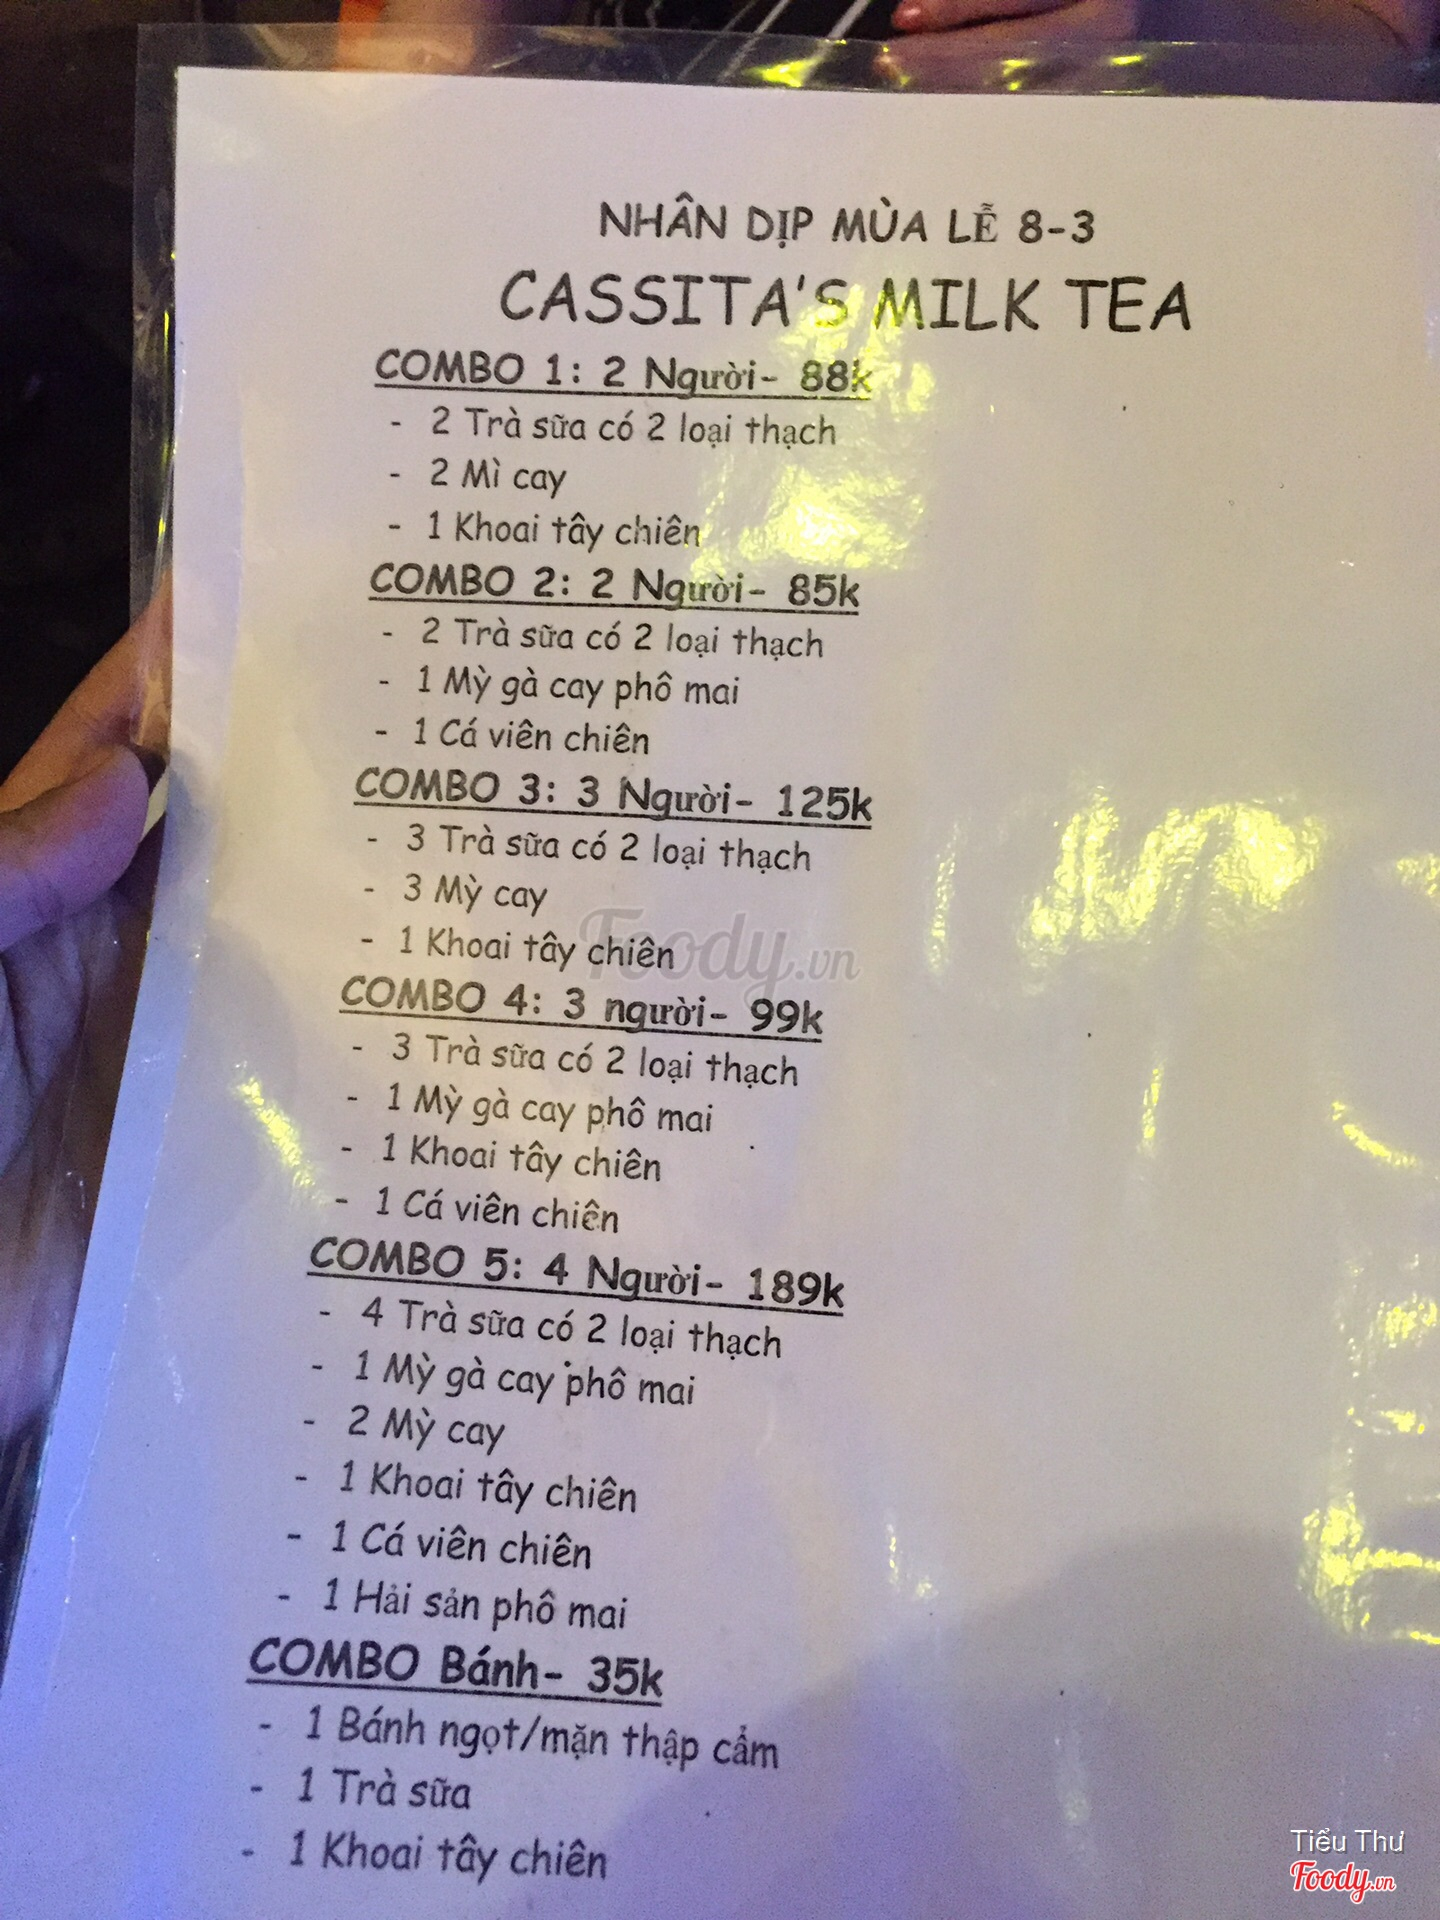 NHÂN DỊP MÙA LỄ 8-3
CASSITA'S MILK TEA
COMBO 1: 2 Người- 88k
- 2 Trà sữa có 2 loại thạch
- 2 Mì cay
- 1 Khoai tây chiên
COMBO 2: 2 Người- 85k
- 2 Trà sữa có 2 loại thạch
- 1 Mỳ gà cay phô mai
- 1 Cá viên chiên
COMBO 3: 3 Người- 125k
- 3 Trà sữa có 2 loại thạch
- 3 Mỳ cay
- 1 Khoai tây chiên
Foody.vn
COMBO 4: 3 người- 99k
- 3 Trà sữa có 2 loại thạch
- 1 Mỳ gà cay phô mai
- 1 Khoai tây chiên
- 1 Cá viên chiên
COMBO 5: 4 Người- 189k
- 4 Trà sữa có 2 loại thạch
- 1 Mỳ gà cay phô mai
- 2 Mỳ cay
- 1 Khoai tây chiên
- 1 Cá viên chiên
- 1 Hải sản phô mai
COMBO Bánh- 35k
- 1 Bánh ngọt/mặn thập cẩm
- 1 Trà sữa
- 1 Khoai tây chiên
Tiểu Thư
Foody.vn